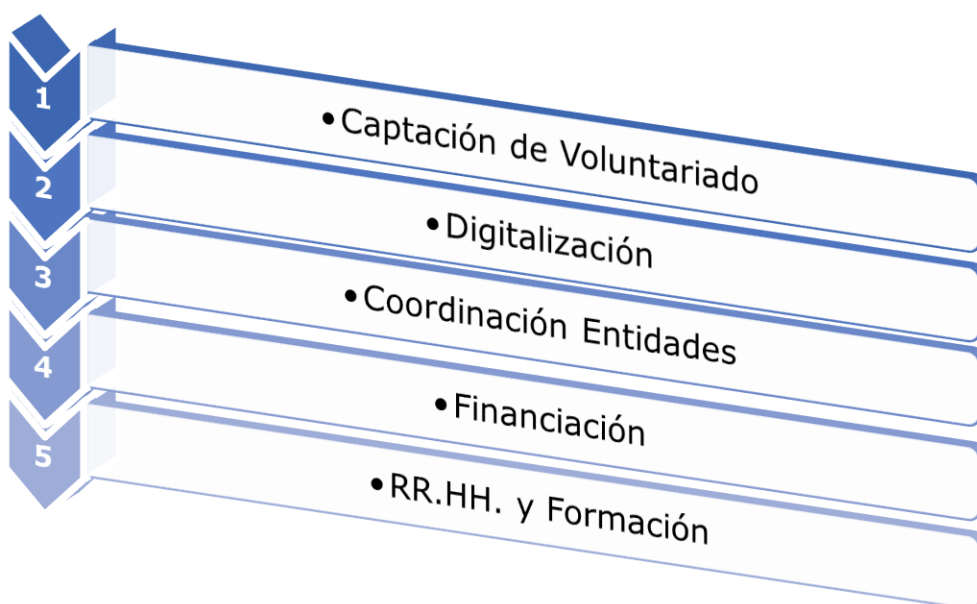 1
• Captación de Voluntariado
2
• Digitalización
3
• Coordinación Entidades
4
• Financiación
5
• RR.HH. y Formación